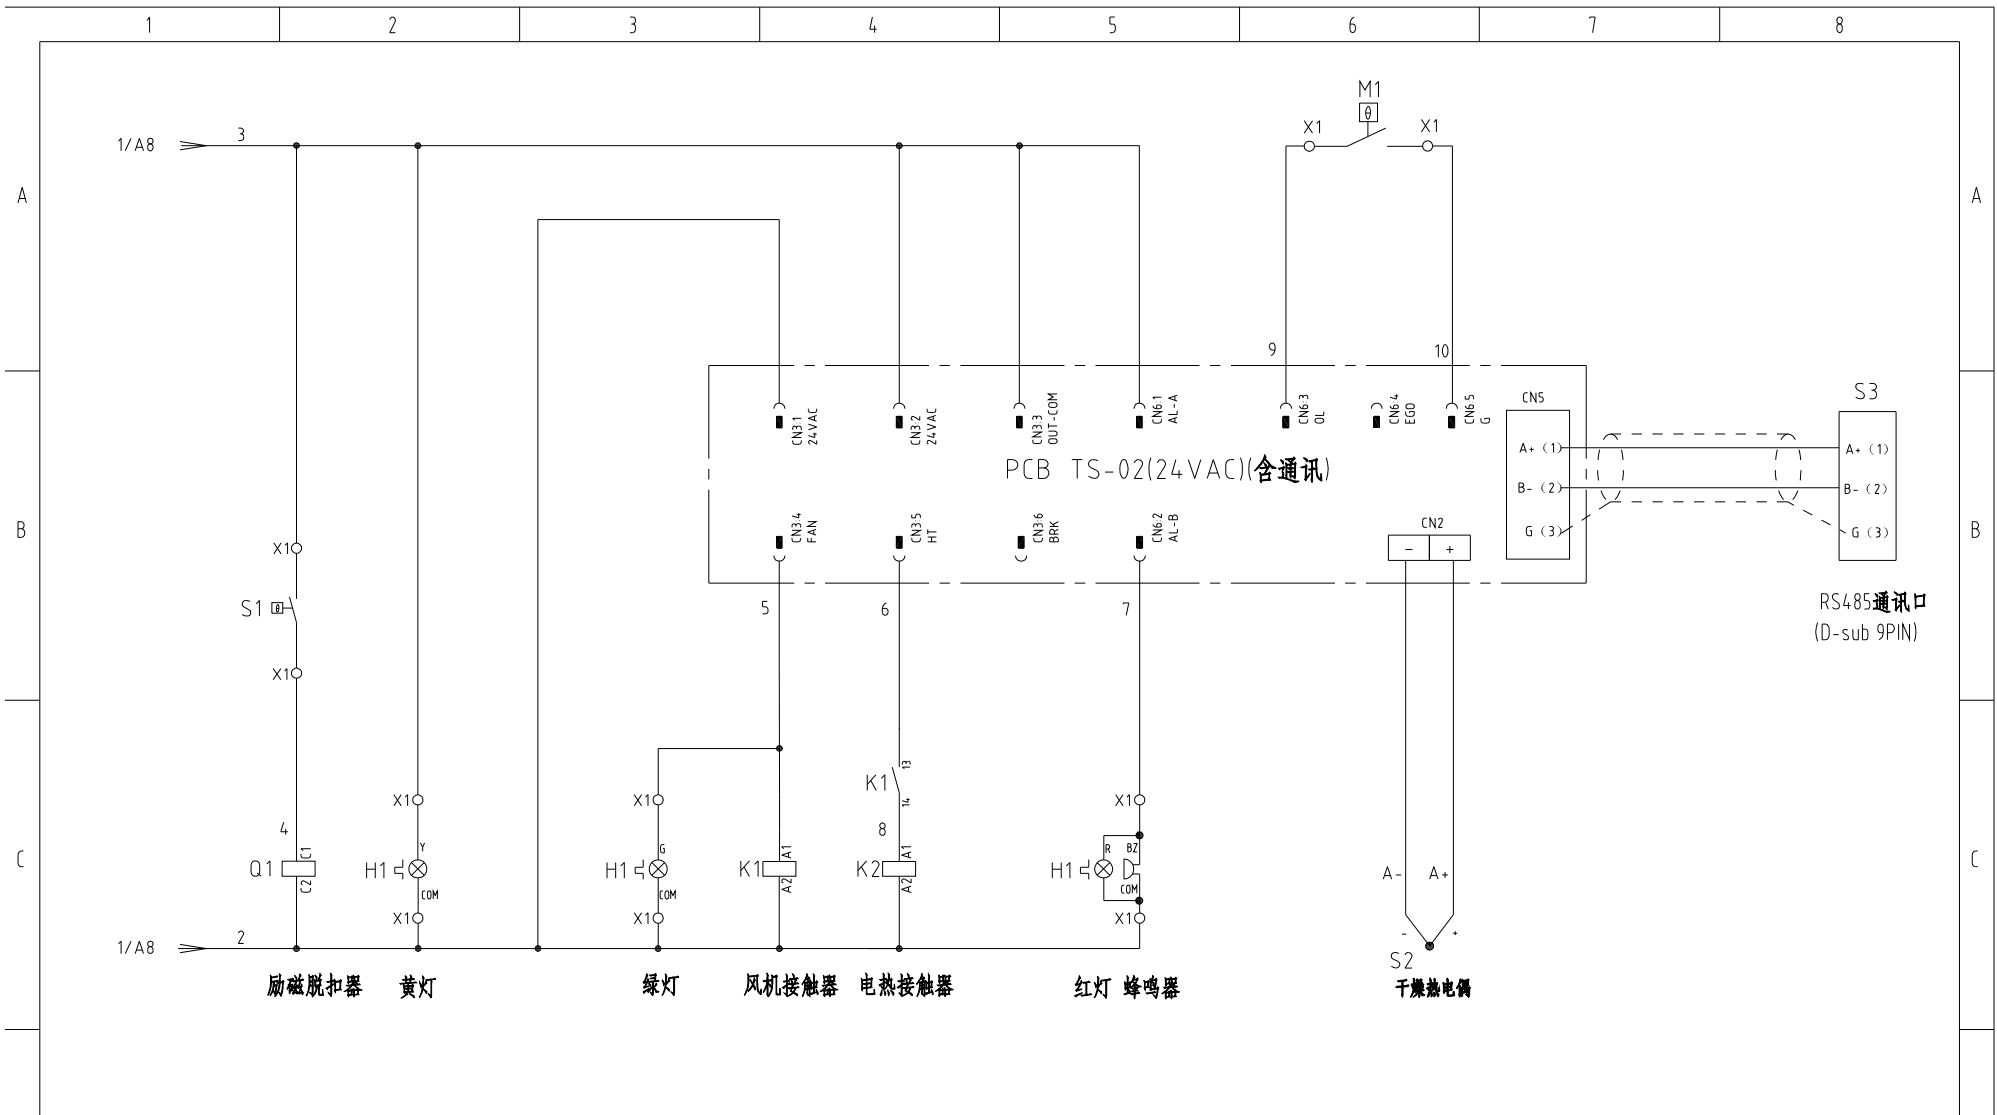 1 2 3 4 5 6 7 8
M1
θ
X1 X1
1/A8 3
A A
9 10
CN3:1
24VAC
CN3:2
24VAC
CN3:3
OUT-COM
CN6:1
AL-A
CN6:3
OL
CN6:4
EGO
CN6:5
G
CN5
S3
A+ (1) A+ (1)
PCB TS-02(24VAC)(含通讯)
B- (2) B- (2)
CN3:4
FAN
CN3:5
HT
CN3:6
BRK
CN6:2
AL-B
CN2
- +
G (3) G (3)
B B
X1
S1 θ
5 6 7
RS485通讯口
(D-sub 9PIN)
X1
K1 13
14
X1 X1 X1
4 8
C C
Q1 C1
C2
H1 Y
COM
H1 G
COM
K1 A1
A2
K2 A1
A2
H1 R BZ
COM
A- A+
X1 X1 X1
- +
1/A8 2
S2
励磁脱扣器 黄灯 绿灯 风机接触器 电热接触器 红灯 蜂鸣器 干燥热电偶